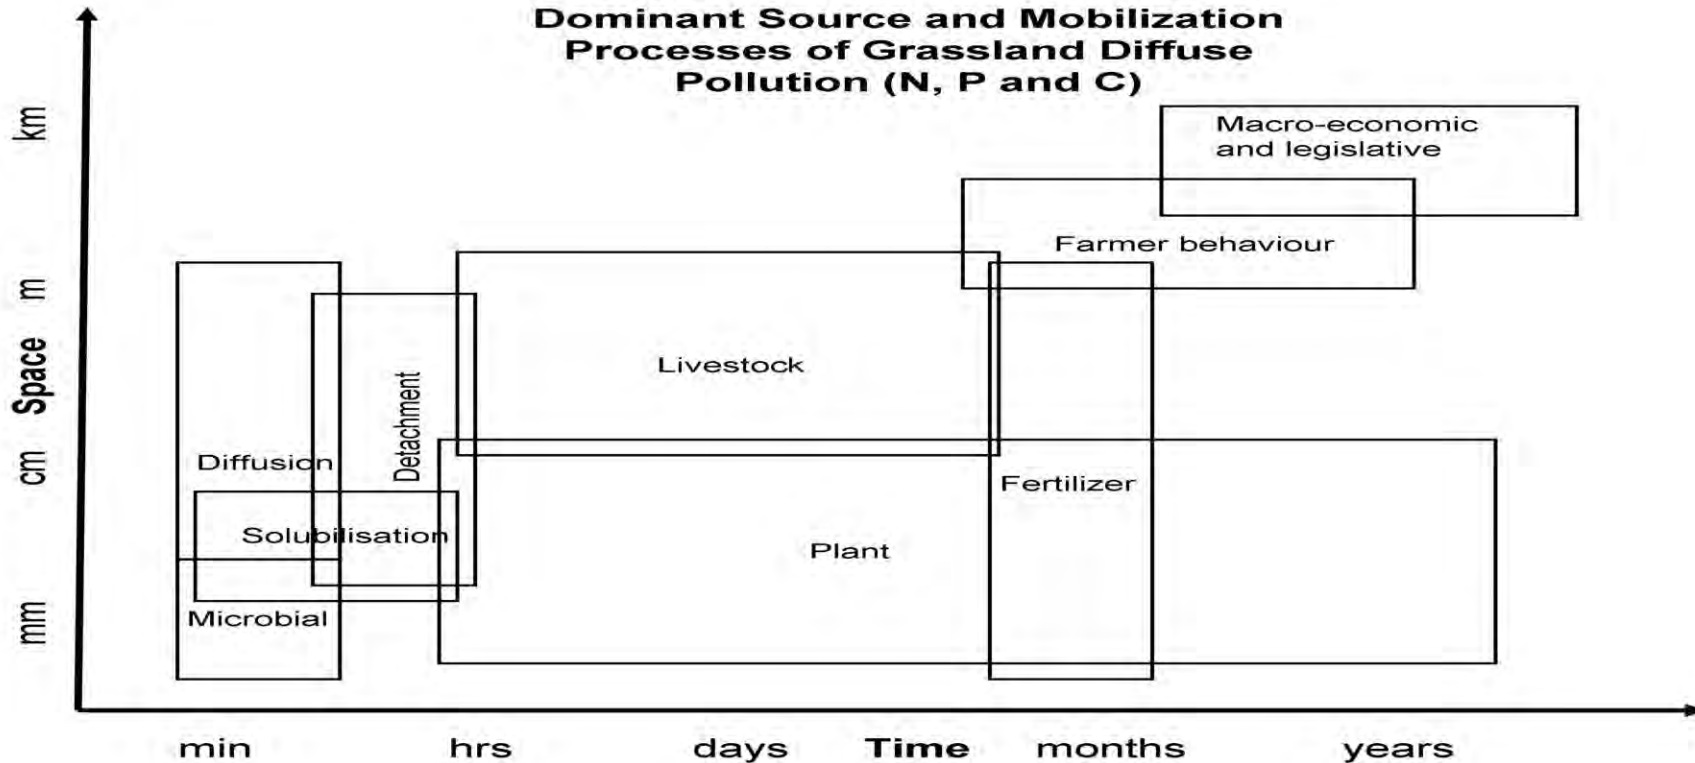 Dominant Source and Mobilization
Processes of Grassland Diffuse
Pollution (N, P and C)
km
Macro-economic
and legislative
Farmer behaviour
m
Livestock
Space
Detachment
Diffusion
cm
Fertilizer
Solubilisation
Plant
Microbial
mm
min
hrs
days
Time
months
years